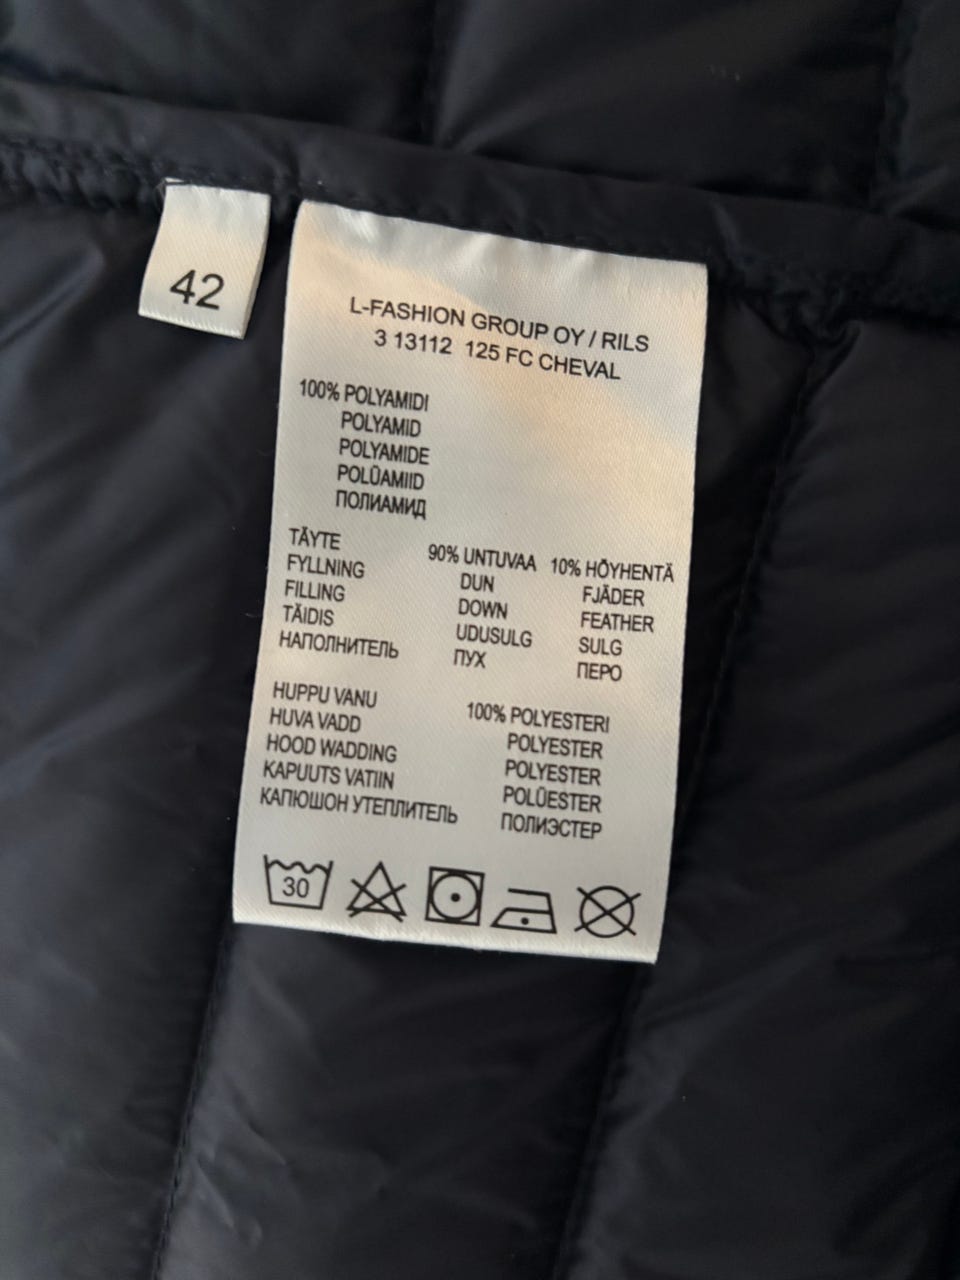 42
L-FASHION GROUP OY / RILS
3 13112 125 FC CHEVAL
100% POLYAMIDI
POLYAMID
POLYAMIDE
POLÜAMIID
ПОЛИАМИД
TÄYTE 90% UNTUVAA 10% HÖYHENTÄ
FYLLNING DUN FJÄDER
FILLING DOWN FEATHER
TÄIDIS UDUSULG SULG
НАПОЛНИТЕЛЬ ПУХ ПЕРО
HUPPU VANU 100% POLYESTERI
HUVA VADD POLYESTER
HOOD WADDING POLYESTER
KAPUUTS VATIIN POLÜESTER
КАПЮШОН УТЕПЛИТЕЛЬ ПОЛИЭСТЕР
30